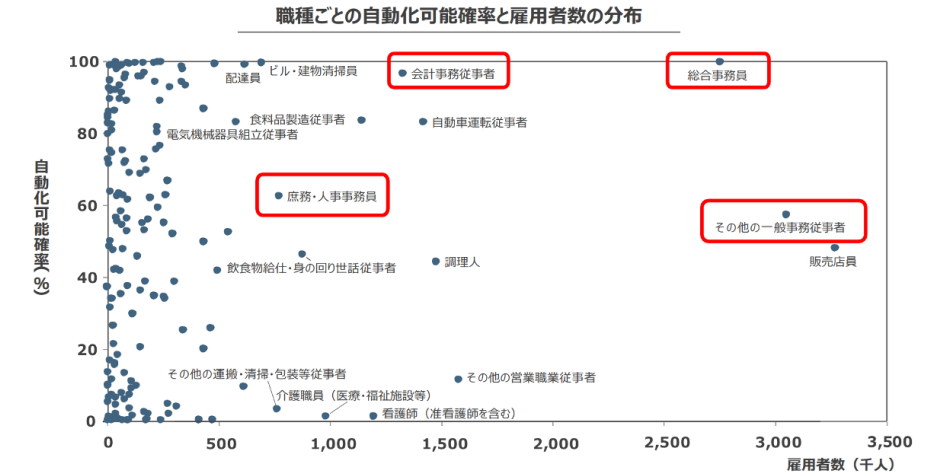 職種ごとの自動化可能確率と雇用者数の分布
100
80
60
40
20
0
自動化可能確率(%)
配達員
ビル・建物清掃員
会計事務従事者
総合事務員
食料品製造従事者
自動車運転従事者
電気機械器具組立従事者
庶務・人事事務員
その他の一般事務従事者
販売店員
飲食物給仕・身の回り世話従事者
調理人
その他の運搬・清掃・包装等従事者
その他の営業職業従事者
介護職員（医療・福祉施設等）
看護師（准看護師を含む）
0
500
1,000
1,500
2,000
2,500
3,000
3,500
雇用者数（千人）